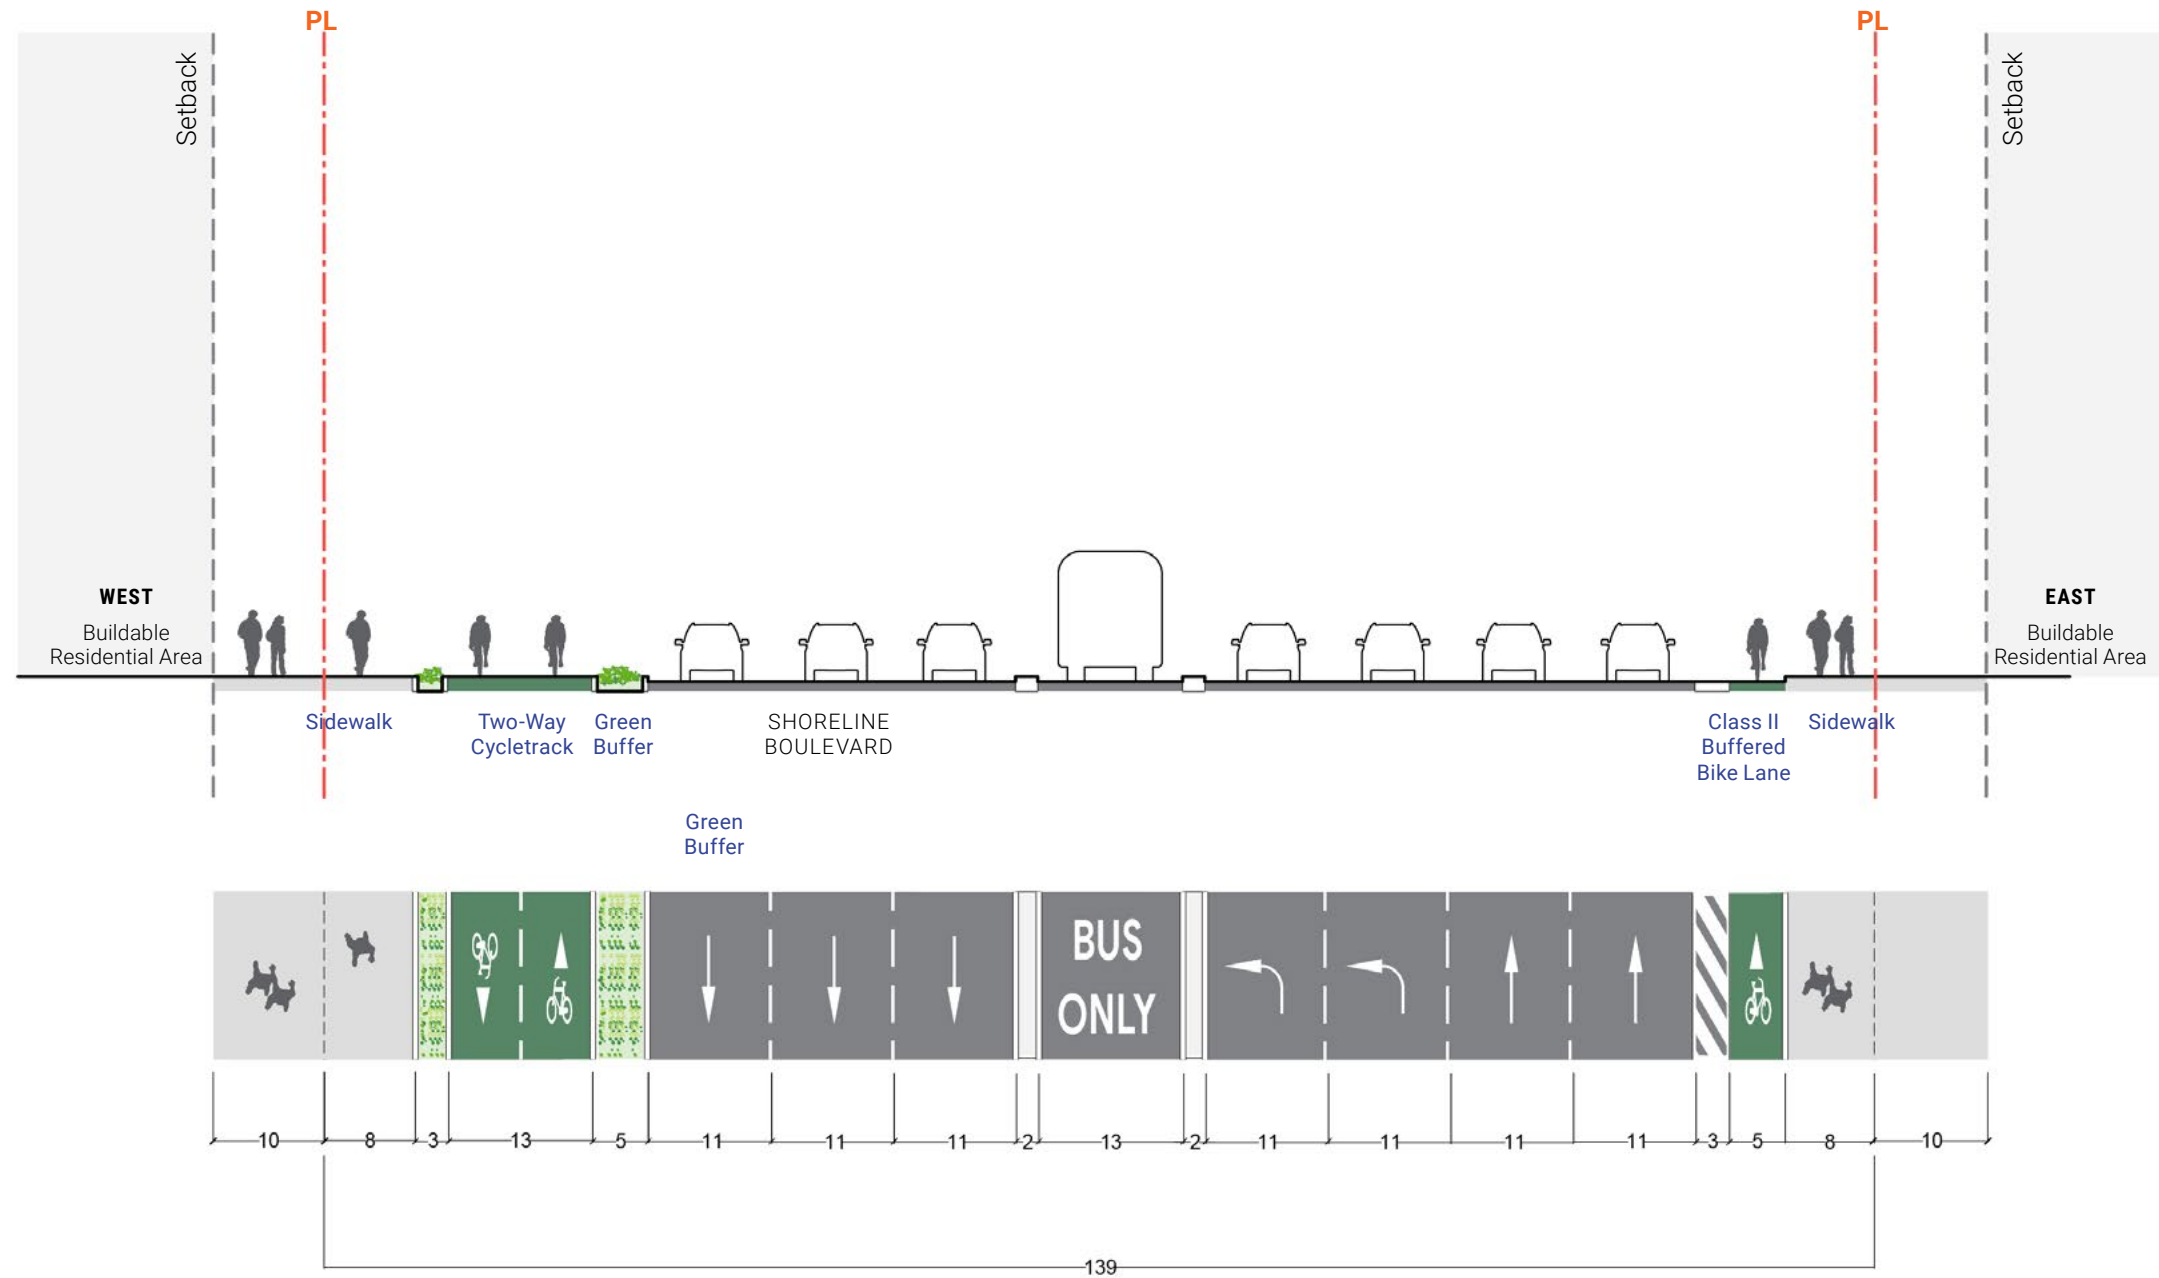 PL
PL
Setback
Setback
WEST
Buildable
Residential Area
EAST
Buildable
Residential Area
Sidewalk
Two-Way
Cycletrack
Green
Buffer
SHORELINE
BOULEVARD
Class II
Buffered
Bike Lane
Sidewalk
Green
Buffer
BUS
ONLY
10 8 3 13 5 11 11 11 2 13 2 11 11 11 11 3 5 8 10
139